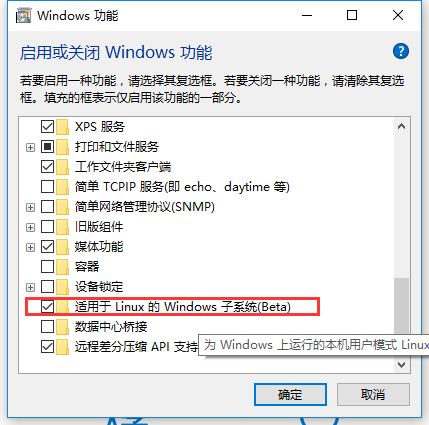 Windows 功能
启用或关闭 Windows 功能
若要启用一种功能，请选择其复选框。若要关闭一种功能，请清除其复选
框。填充的框表示仅启用该功能的一部分。
XPS 服务
打印和文件服务
工作文件夹客户端
简单 TCPIP 服务(即 echo、daytime 等)
简单网络管理协议(SNMP)
旧版组件
媒体功能
容器
设备锁定
适用于 Linux 的 Windows 子系统(Beta)
数据中心桥接
远程差分压缩 API 支持
为 Windows 上运行的本机用户模式 Linux
确定
取消